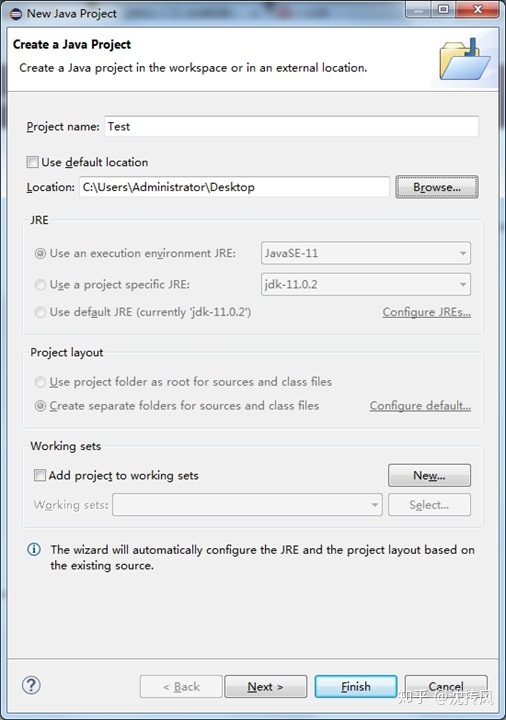 New Java Project
Create a Java Project
Create a Java project in the workspace or in an external location.
Project name: Test
Use default location
Location: C:\Users\Administrator\Desktop Browse...
JRE
Use an execution environment JRE: JavaSE-11
Use a project specific JRE: jdk-11.0.2
Use default JRE (currently 'jdk-11.0.2') Configure JREs...
Project layout
Use project folder as root for sources and class files
Create separate folders for sources and class files Configure default...
Working sets
Add project to working sets New...
Working sets: Select...
The wizard will automatically configure the JRE and the project layout based on
the existing source.
< Back Next > Finish Cancel
知乎 @沈抟风